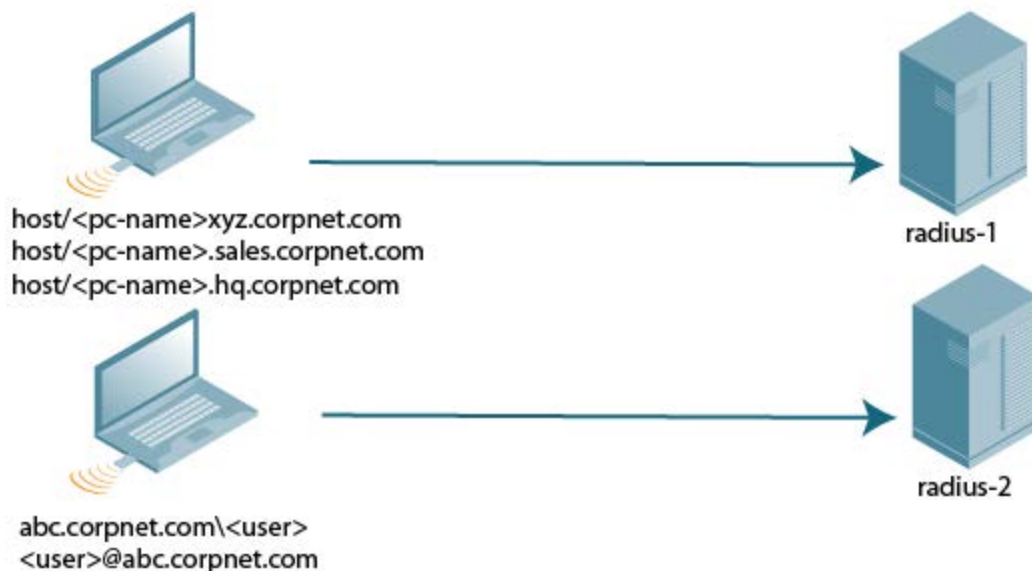 host/<pc-name>xyz.corpnet.com
host/<pc-name>.sales.corpnet.com
host/<pc-name>.hq.corpnet.com
radius-1
abc.corpnet.com\<user>
<user>@abc.corpnet.com
radius-2